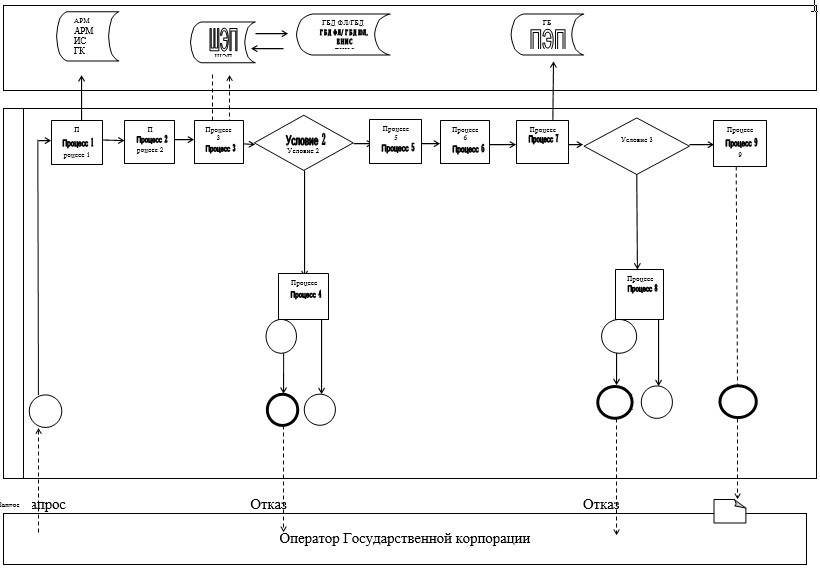 АРМ
АРМ
ИС
ГК
ШЭП
ГБД ФЛ/ГБД
ГБД ФЛ/ ГБД ЮЛ,
ЕНИС
ГБ
ПЭП
П
Процесс 1
роцесс 1
П
Процесс 2
роцесс 2
Процесс
3
Процесс 3
Условие 2
Условие 2
Процесс
5
Процесс 5
Процесс
6
Процесс 6
Процесс
Процесс 7
Условие 3
Процесс
Процесс 9
9
Процесс
Процесс 4
Процесс
Процесс 8
Запрос
апрос
Отказ
Отказ
Оператор Государственной корпорации